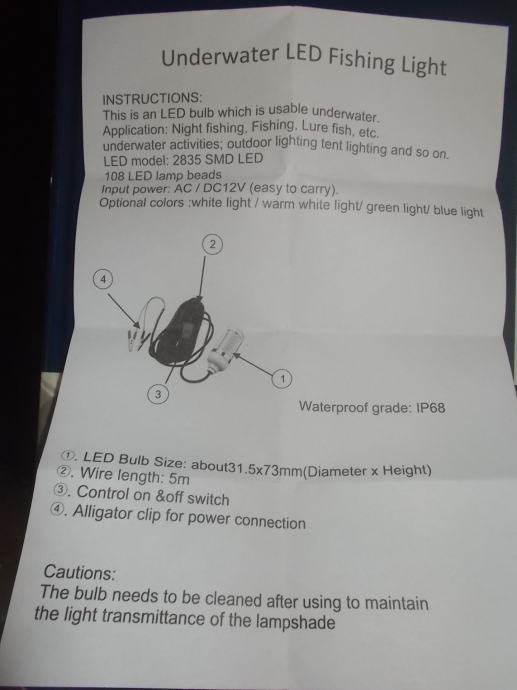 Underwater LED Fishing Light
INSTRUCTIONS:
This is an LED bulb which is usable underwater.
Application: Night fishing, Fishing, Lure fish, etc.
underwater activities; outdoor lighting tent lighting and so on.
LED model: 2835 SMD LED
108 LED lamp beads
Input power: AC / DC12V (easy to carry).
Optional colors :white light / warm white light/ green light/ blue light
②
④
①
③
Waterproof grade: IP68
①. LED Bulb Size: about31.5x73mm(Diameter x Height)
②. Wire length: 5m
③. Control on &off switch
④. Alligator clip for power connection
Cautions:
The bulb needs to be cleaned after using to maintain
the light transmittance of the lampshade